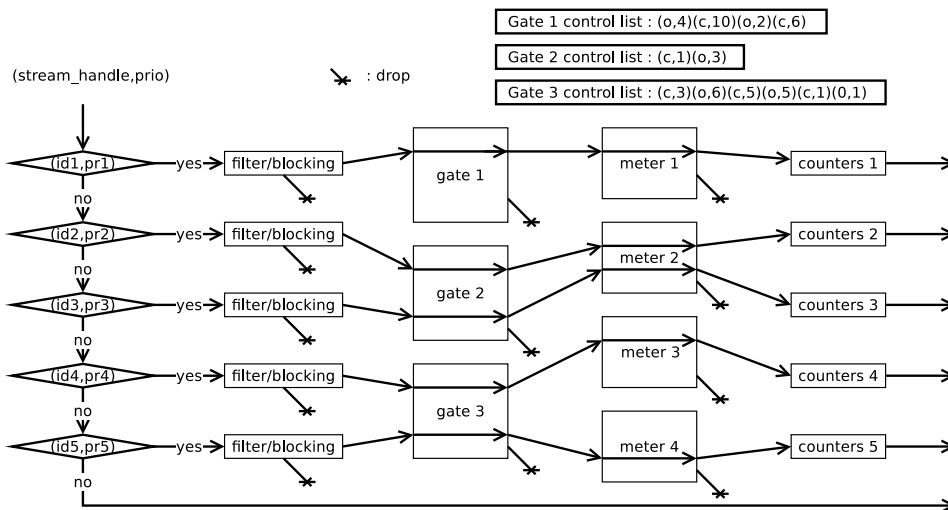 Gate 1 control list : (o,4)(c,10)(o,2)(c,6)
Gate 2 control list : (c,1)(o,3)
(stream_handle,prio)
: drop
Gate 3 control list : (c,3)(o,6)(c,5)(o,5)(c,1)(0,1)
(id1,pr1)
yes
filter/blocking
gate 1
meter 1
counters 1
no
(id2,pr2)
yes
filter/blocking
gate 2
meter 2
counters 2
no
(id3,pr3)
yes
filter/blocking
counters 3
no
(id4,pr4)
yes
filter/blocking
gate 3
meter 3
counters 4
no
(id5,pr5)
yes
filter/blocking
meter 4
counters 5
no